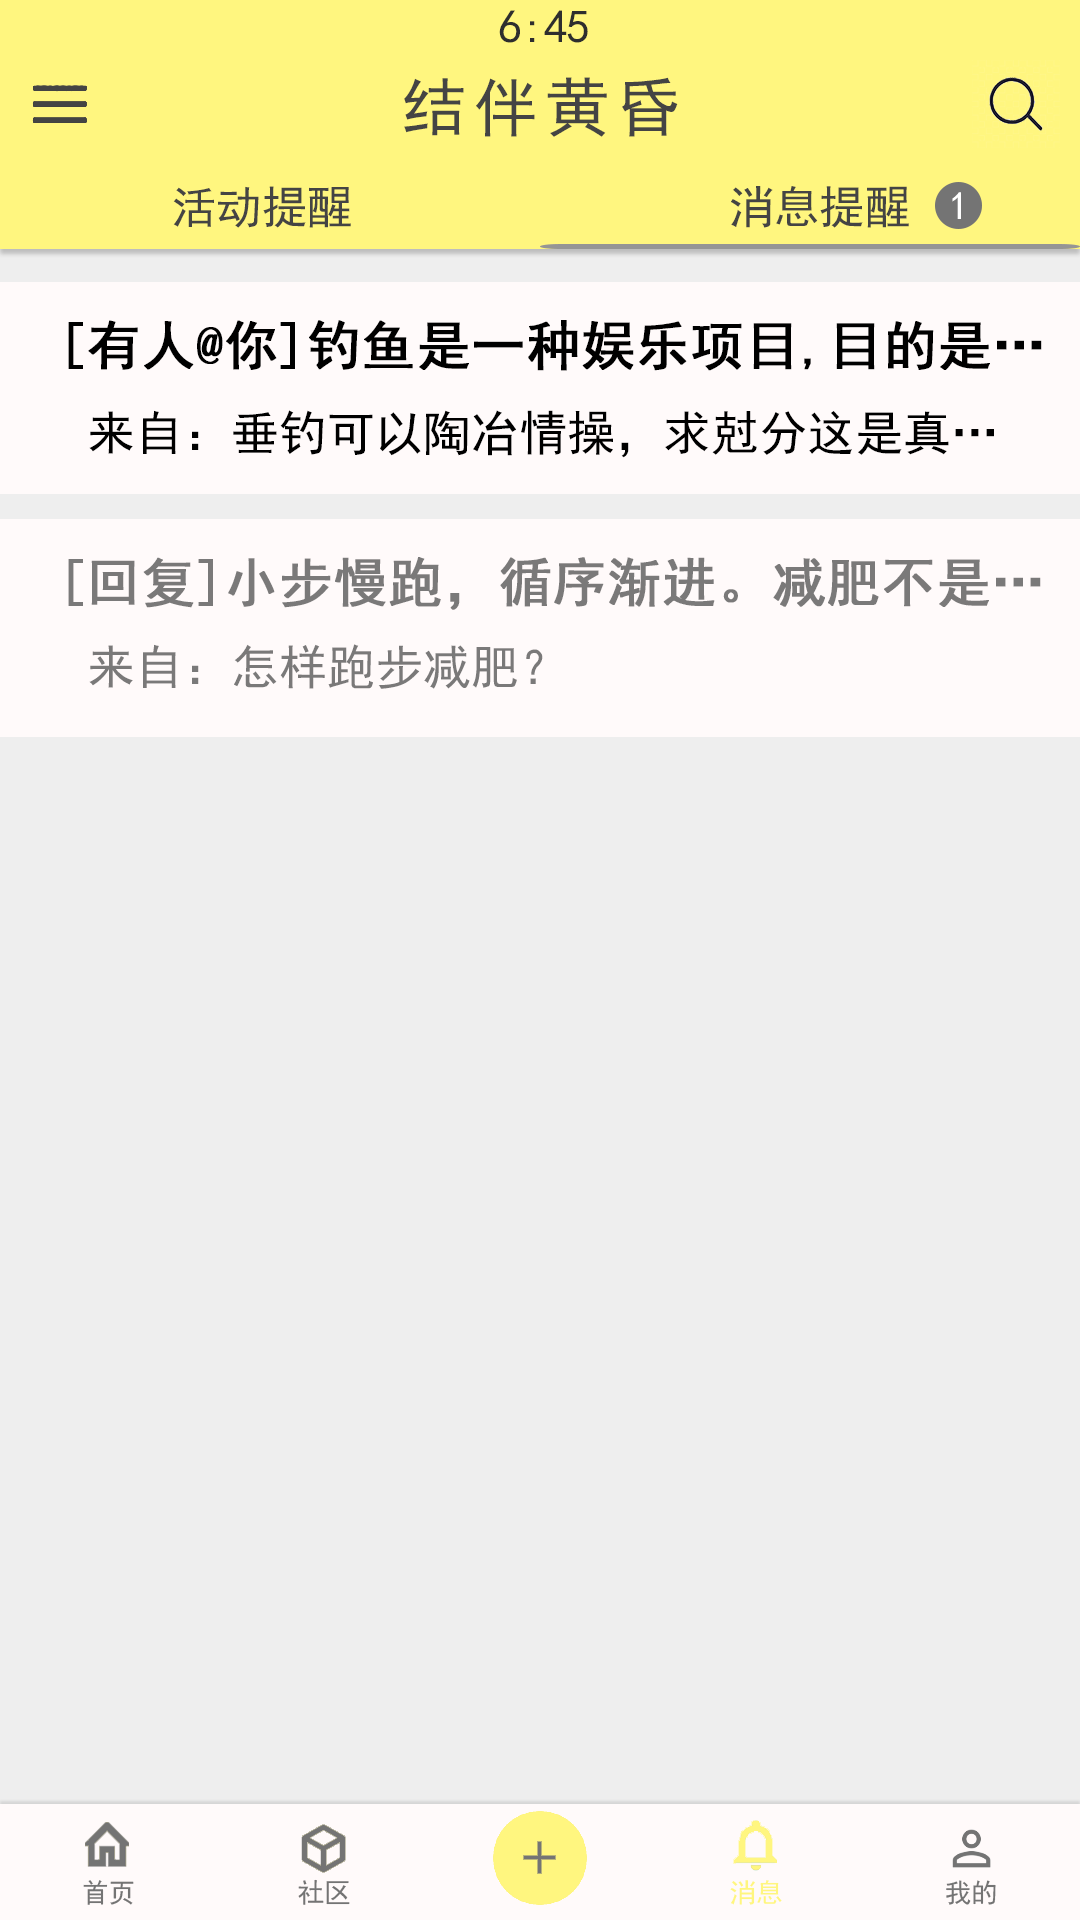 6:45
结伴黄昏
活动提醒
消息提醒 1
[有人@你]钓鱼是一种娱乐项目,目的是…
来自：垂钓可以陶冶情操，求尅分这是真…
[回复]小步慢跑，循序渐进。减肥不是…
来自：怎样跑步减肥？
首页
社区
+
消息
我的